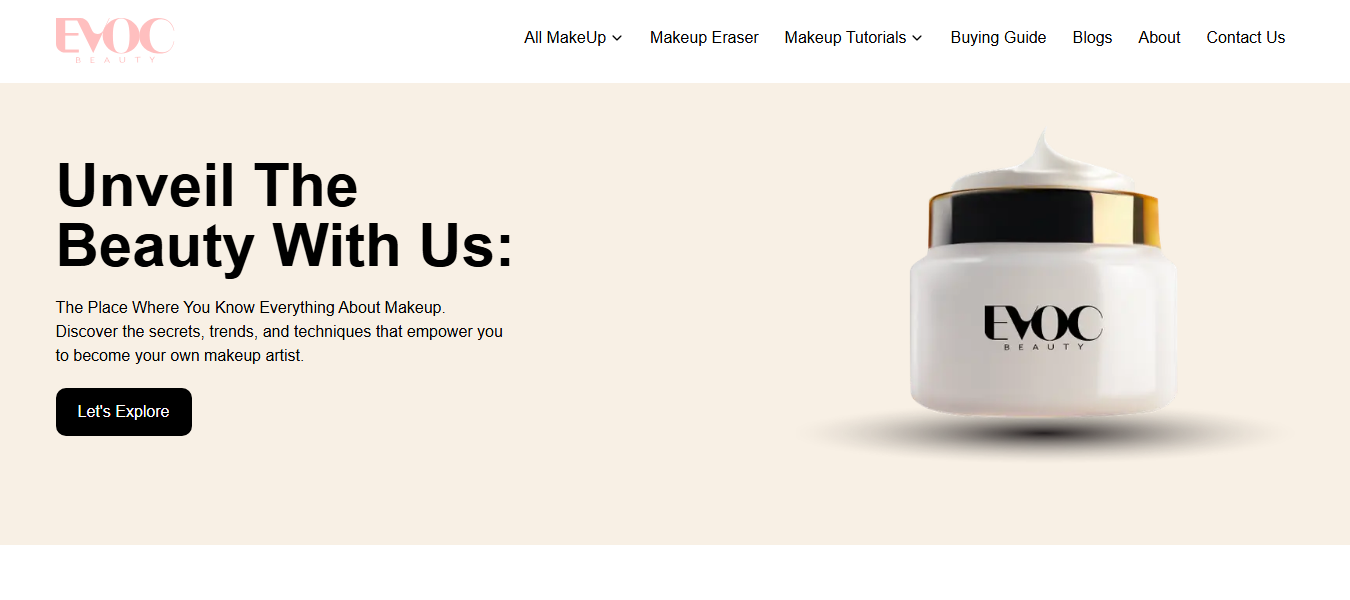 EVOC
BEAUTY
All MakeUp Makeup Eraser Makeup Tutorials Buying Guide Blogs About Contact Us
Unveil The
Beauty With Us:
The Place Where You Know Everything About Makeup.
Discover the secrets, trends, and techniques that empower you
to become your own makeup artist.
Let's Explore
EVOC
BEAUTY